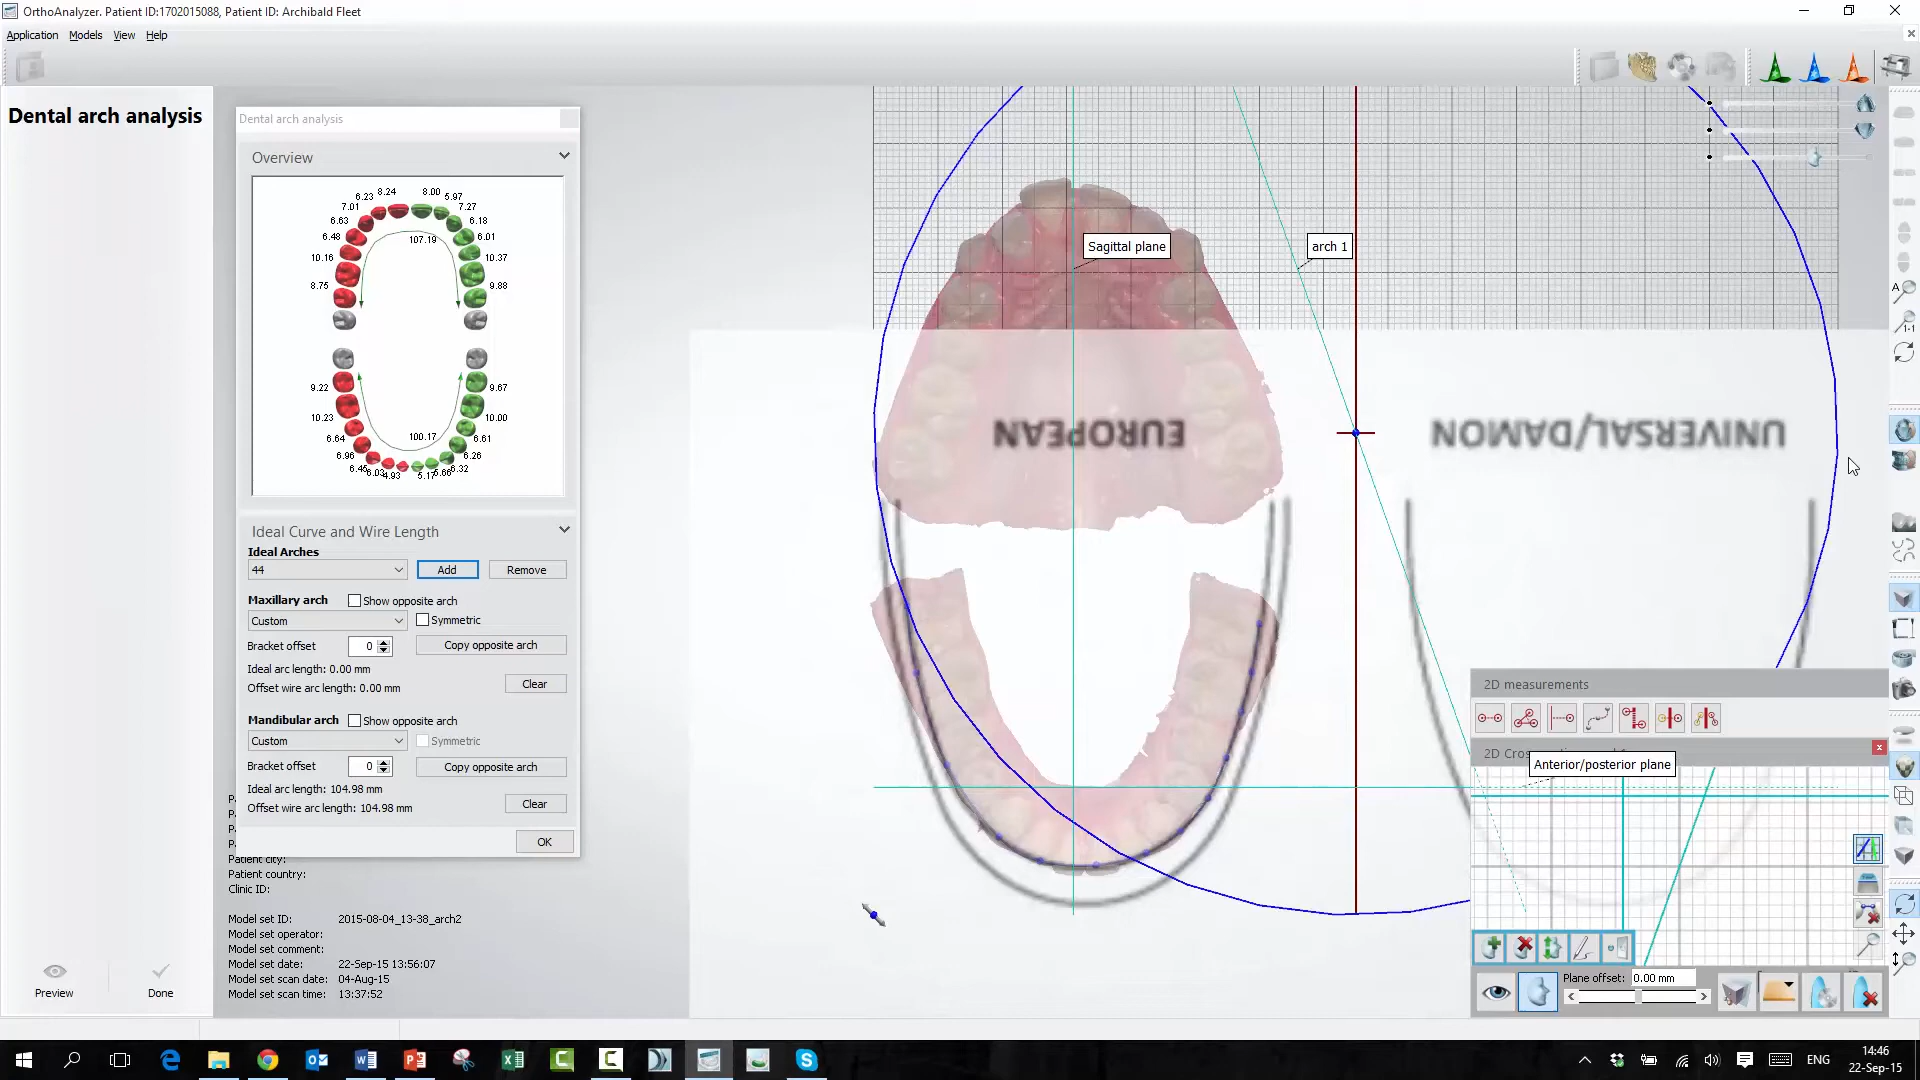 OrthoAnalyzer. Patient ID:1702015088, Patient ID: Archibald Fleet
Application Models View Help
Dental arch analysis
Dental arch analysis
Overview
8.24 8.00
6.23 5.97
7.01 7.27
6.63 6.18
6.48 6.01
107.19
10.16 10.37
8.75 9.88
9.22 9.67
10.23 10.00
6.64 100.17 6.61
6.96 6.26
6.45 6.03 4.93 5.17 5.66 6.32
Ideal Curve and Wire Length
Ideal Arches
44 Add Remove
Maxillary arch Show opposite arch
Custom Symmetric
Bracket offset 0 Copy opposite arch
Ideal arc length: 0.00 mm
Offset wire arc length: 0.00 mm Clear
Mandibular arch Show opposite arch
Custom Symmetric
Bracket offset 0 Copy opposite arch
Ideal arc length: 104.98 mm
Offset wire arc length: 104.98 mm Clear
OK
Patient city:
Patient country:
Clinic ID:
Model set ID: 2015-08-04_13-38_arch2
Model set operator:
Model set comment:
Model set date: 22-Sep-15 13:56:07
Model set scan date: 04-Aug-15
Model set scan time: 13:37:52
Preview Done
Sagittal plane
arch 1
EUROPEAN
UNIVERSAL/DAMON
A
1-1
2D measurements
Anterior/posterior plane
Plane offset: 0.00 mm
ENG
14:46
22-Sep-15